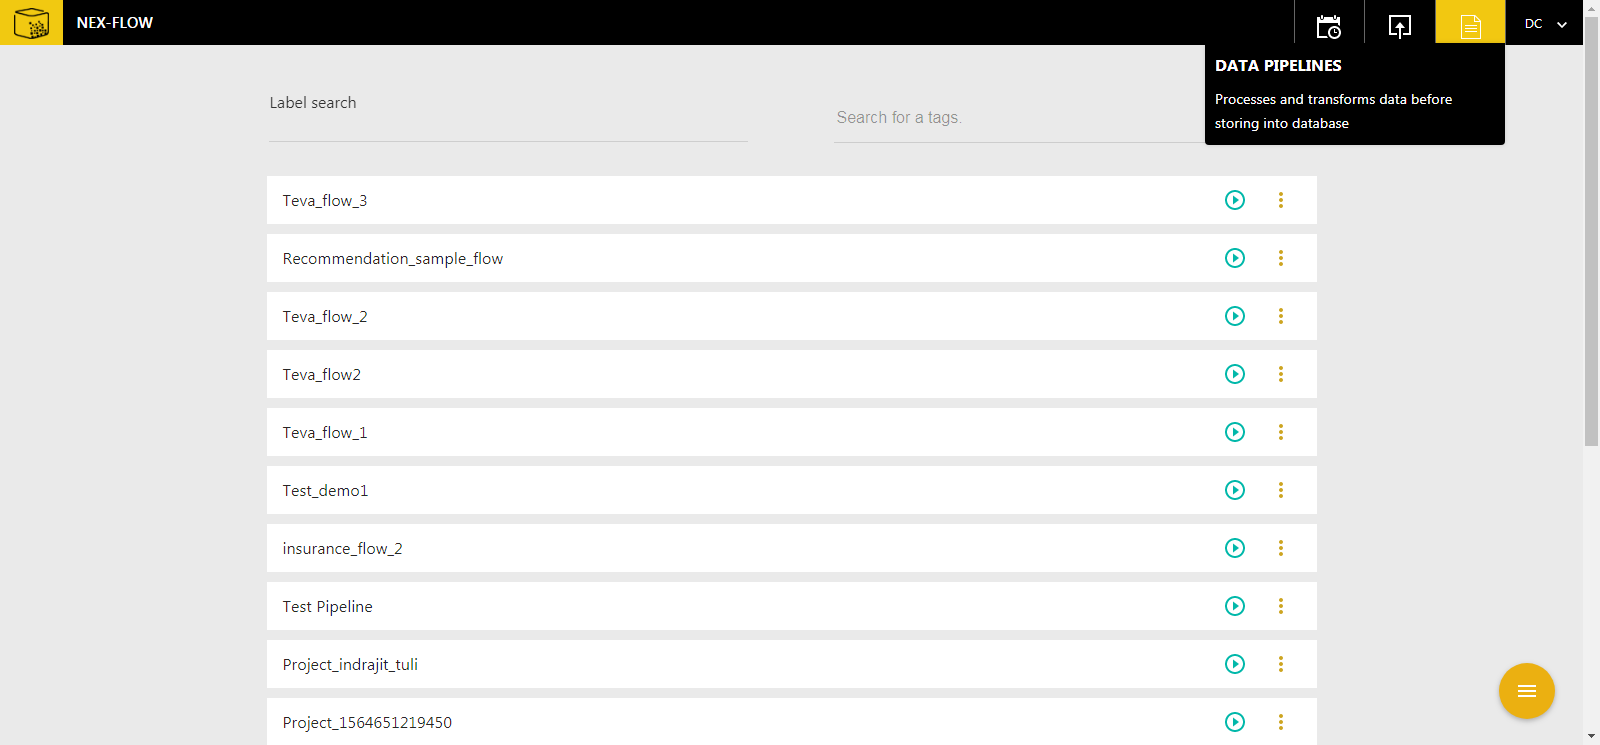 NEX-FLOW
DC
DATA PIPELINES
Processes and transforms data before
storing into database
Label search
Search for a tags.
Teva_flow_3
Recommendation_sample_flow
Teva_flow_2
Teva_flow2
Teva_flow_1
Test_demo1
insurance_flow_2
Test Pipeline
Project_indrajit_tuli
Project_1564651219450